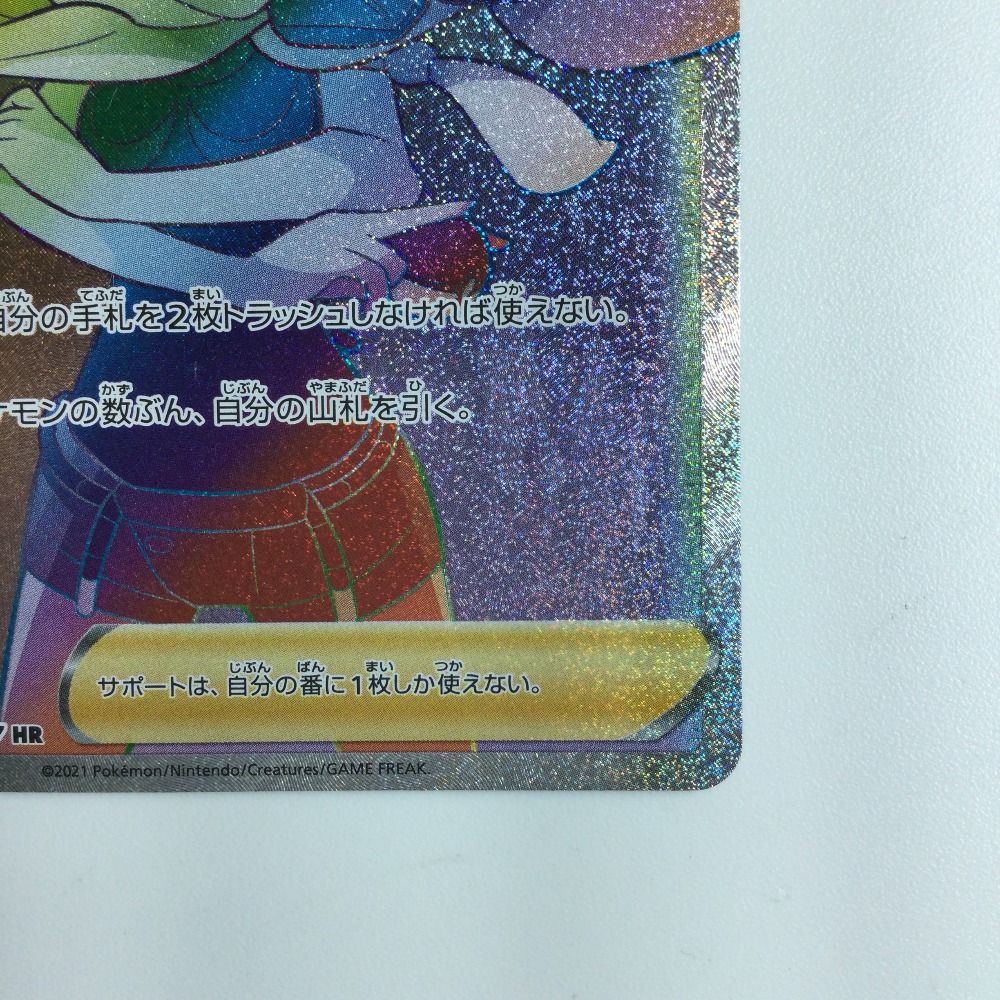 自分の手札を2枚トラッシュしなければ使えない。
ケモンの数ぶん、自分の山札を引く。
サポートは、自分の番に1枚しか使えない。
7 HR
©2021 Pokémon/Nintendo/Creatures/GAME FREAK.